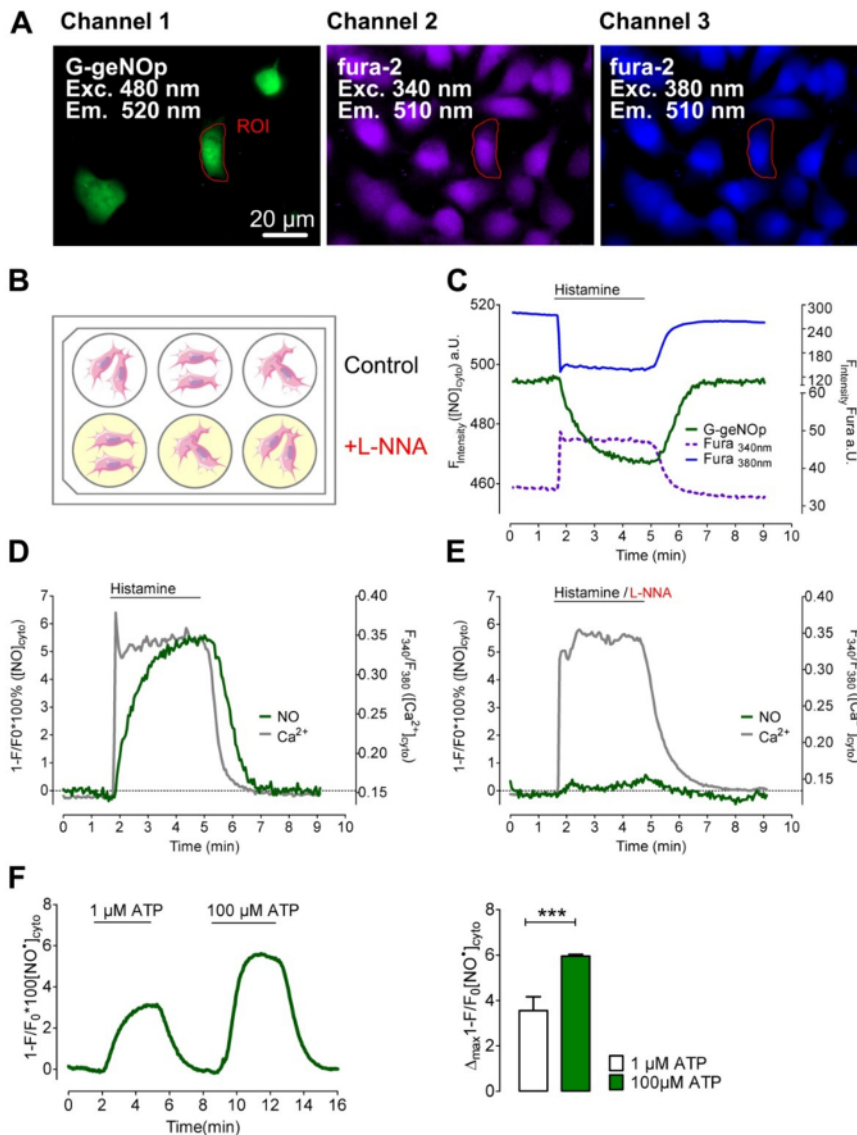 A
Channel 1
Channel 2
Channel 3
G-geNOp
Exc. 480 nm
Em. 520 nm
ROI
20 µm
fura-2
Exc. 340 nm
Em. 510 nm
fura-2
Exc. 380 nm
Em. 510 nm
B
Control
+L-NNA
C
Histamine
520
500
480
460
F Intensity ([NO]cyto) a.U.
300
240
180
120
60
50
40
30
F Intensity Fura a.U.
G-geNOp
Fura 340nm
Fura 380nm
0 1 2 3 4 5 6 7 8 9 10
Time (min)
D
Histamine
7
6
5
4
3
2
1
0
1-F/F0*100% ([NO]cyto)
0.40
0.35
0.30
0.25
0.20
0.15
F340/F380 ([Ca2+]cyto)
NO
Ca2+
0 1 2 3 4 5 6 7 8 9 10
Time (min)
E
Histamine / L-NNA
7
6
5
4
3
2
1
0
1-F/F0*100% ([NO]cyto)
0.40
0.35
0.30
0.25
0.20
0.15
F340/F380 ([Ca2+]cyto)
NO
Ca2+
0 1 2 3 4 5 6 7 8 9 10
Time (min)
F
1 µM ATP
100 µM ATP
8
6
4
2
0
1-F/F0*100[NO•]cyto
0 2 4 6 8 10 12 14 16
Time(min)
***
8
6
4
2
0
Δmax1-F/F0[NO•]cyto
1 µM ATP
100µM ATP